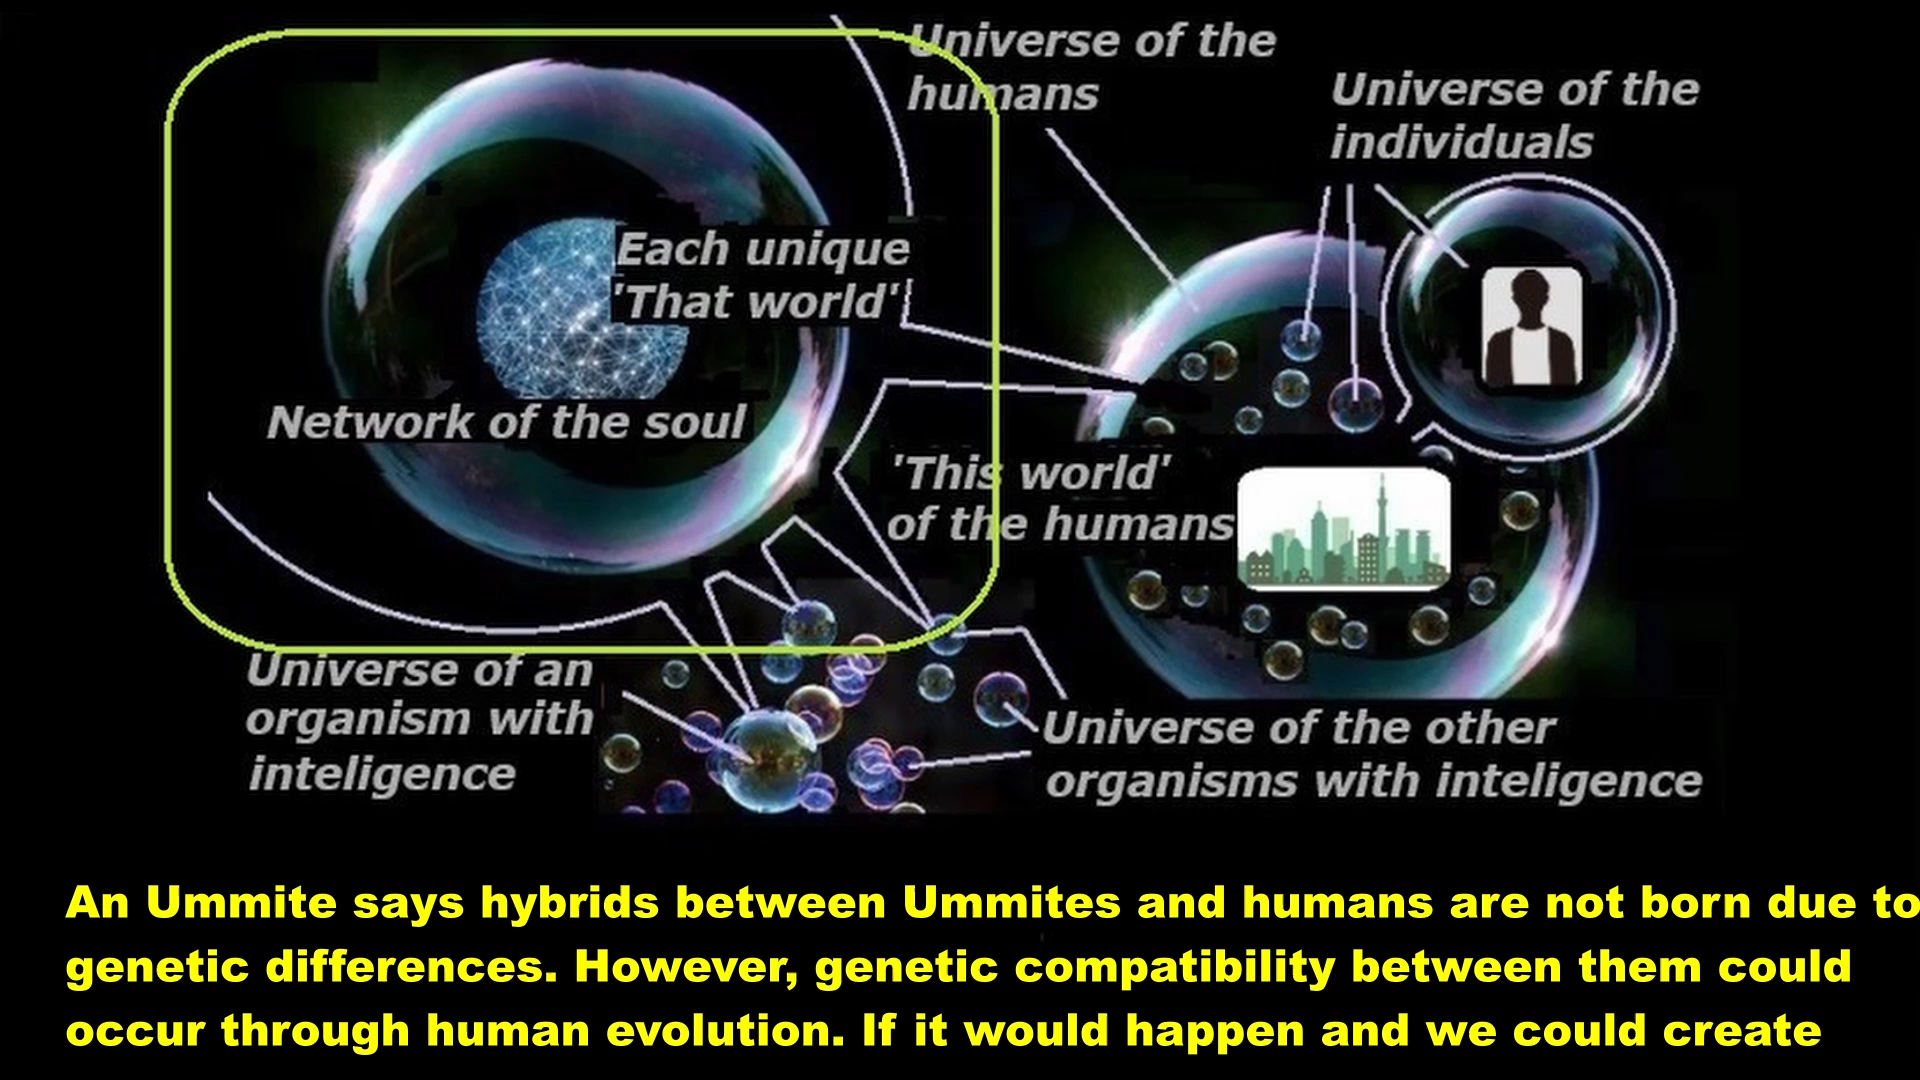 Universe of the
humans
Universe of the
individuals
Each unique
'That world'
Network of the soul
'This world'
of the humans
Universe of an
organism with
inteligence
Universe of the other
organisms with inteligence
An Ummite says hybrids between Ummites and humans are not born due to
genetic differences. However, genetic compatibility between them could
occur through human evolution. If it would happen and we could create